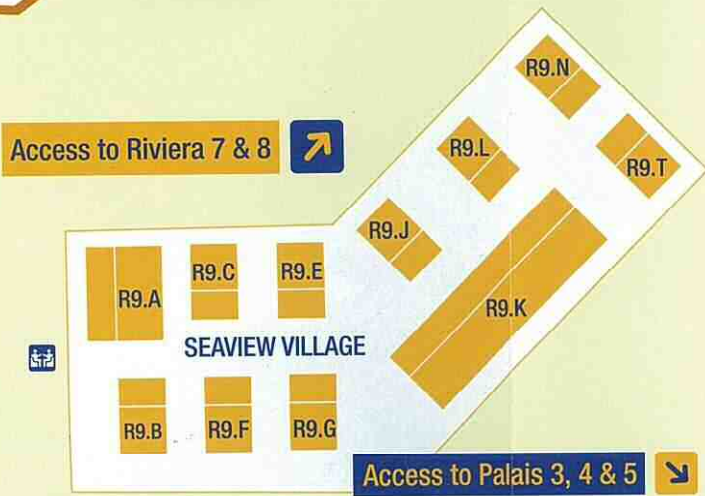 R9.N
Access to Riviera 7 & 8
R9.L
R9.T
R9.J
R9.C
R9.E
R9.A
R9.K
SEAVIEW VILLAGE
R9.B
R9.F
R9.G
Access to Palais 3, 4 & 5